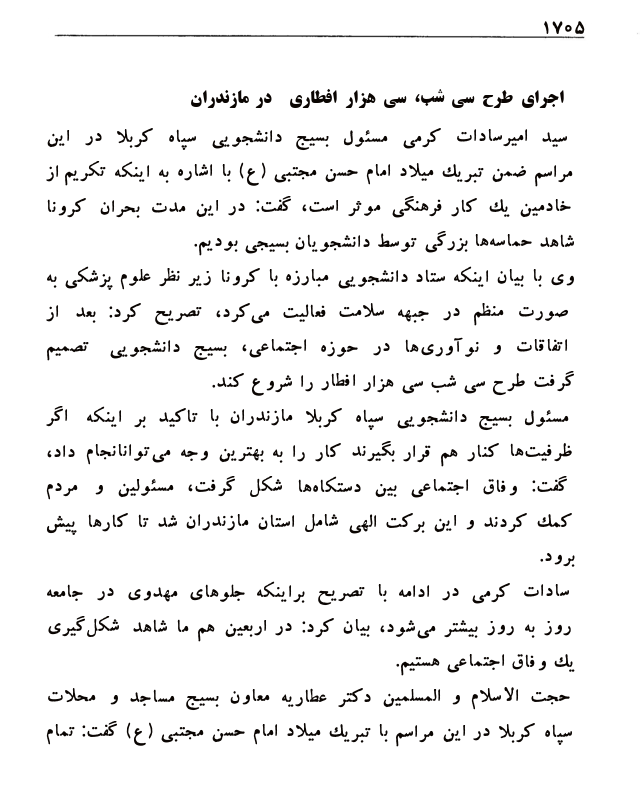 ۱۷۰۵
اجرای طرح سی شب، سی هزار افطاری در مازندران
سید امیرسادات کرمی مسئول بسیج دانشجویی سپاه کربلا در این
مراسم ضمن تبریك میلاد امام حسن مجتبی (ع) با اشاره به اینکه تکریم از
خادمین یك کار فرهنگی موثر است، گفت: در این مدت بحران کرونا
شاهد حماسه‌ها بزرگی توسط دانشجویان بسیجی بودیم.
وی با بیان اینکه ستاد دانشجویی مبارزه با کرونا زیر نظر علوم پزشکی به
صورت منظم در جبهه سلامت فعالیت می‌کرد، تصریح کرد: بعد از
اتفاقات و نوآوری‌ها در حوزه اجتماعی، بسیج دانشجویی تصمیم
گرفت طرح سی شب سی هزار افطار را شروع کند.
مسئول بسیج دانشجویی سپاه کربلا مازندران با تاکید بر اینکه اگر
ظرفیت‌ها کنار هم قرار بگیرند کار را به بهترین وجه می‌توانانجام داد،
گفت: وفاق اجتماعی بین دستکاه‌ها شکل گرفت، مسئولین و مردم
کمك کردند و این برکت الهی شامل استان مازندران شد تا کارها پیش
برود.
سادات کرمی در ادامه با تصریح براینکه جلوهای مهدوی در جامعه
روز به روز بیشتر می‌شود، بیان کرد: در اربعین هم ما شاهد شکل‌گیری
یك وفاق اجتماعی هستیم.
حجت الاسلام و المسلمین دکتر عطاریه معاون بسیج مساجد و محلات
سپاه کربلا در این مراسم با تبریك میلاد امام حسن مجتبی (ع) گفت: تمام